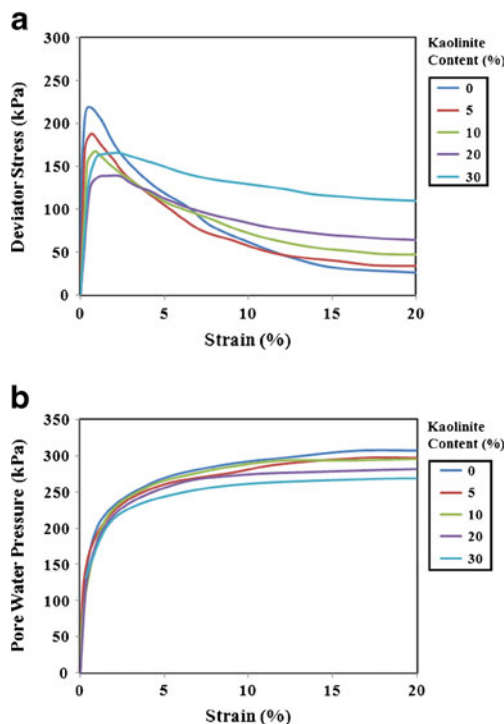 a
Deviator Stress (kPa)
300
250
200
150
100
50
0
0 5 10 15 20
Strain (%)
Kaolinite
Content (%)
0
5
10
20
30
b
Pore Water Pressure (kPa)
350
300
250
200
150
100
50
0
0 5 10 15 20
Strain (%)
Kaolinite
Content (%)
0
5
10
20
30